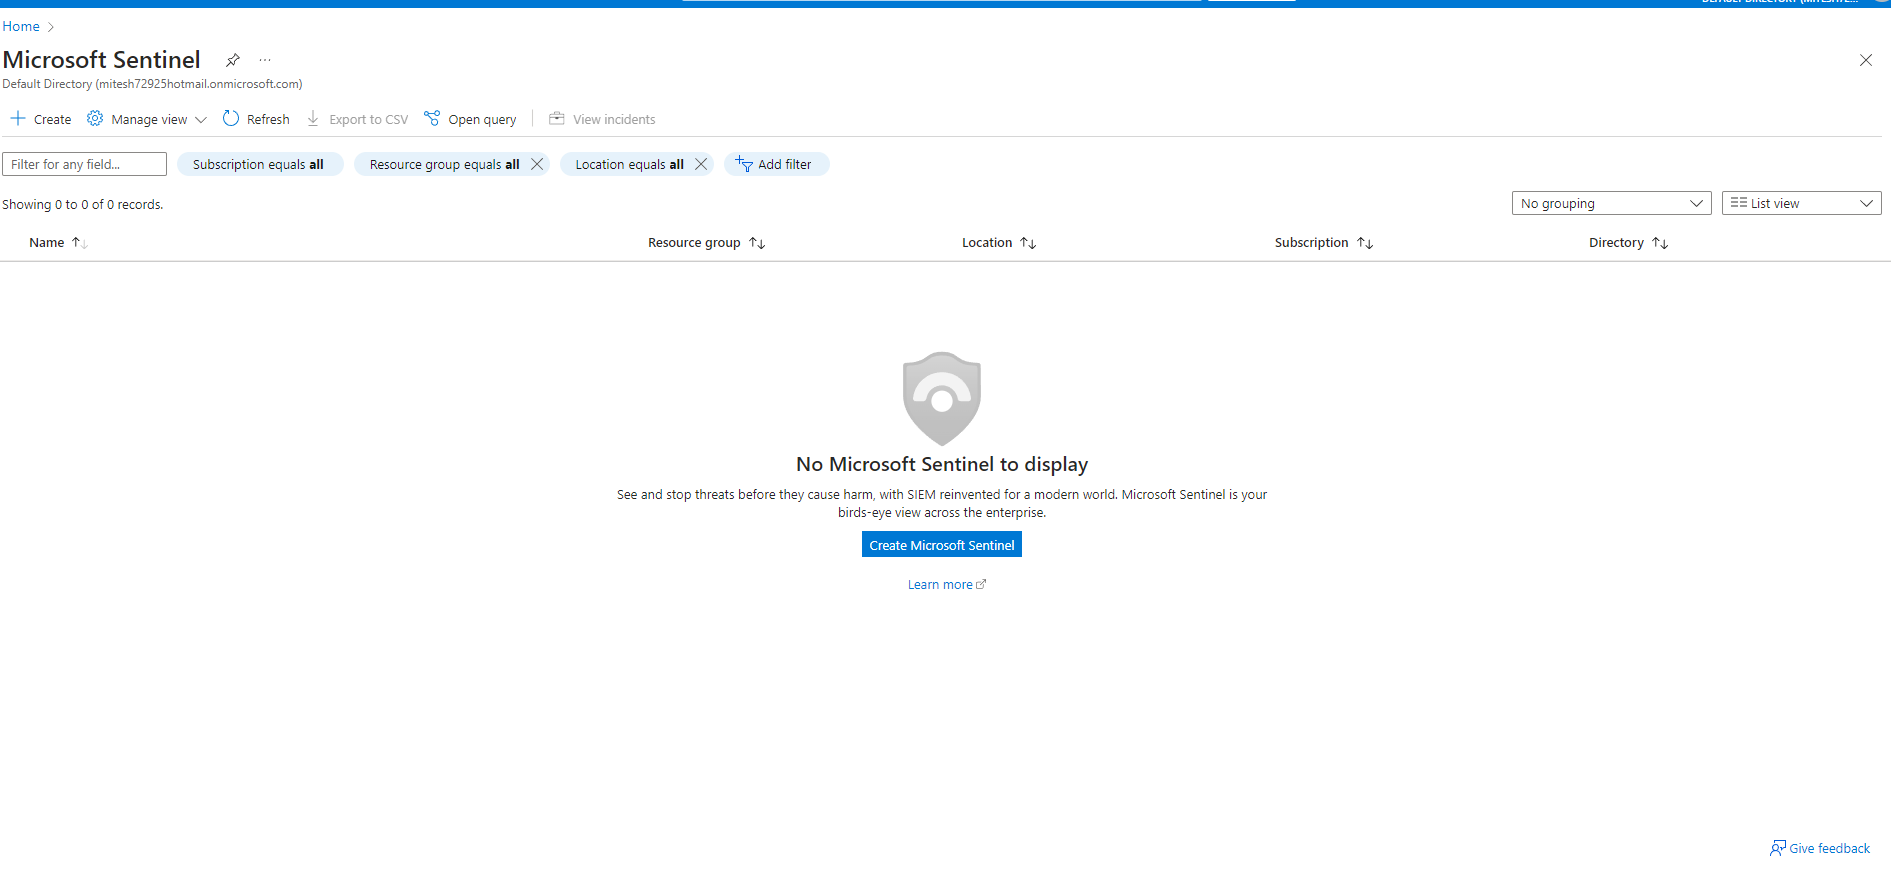 Home
Microsoft Sentinel ...
Default Directory (mitesh72925hotmail.onmicrosoft.com)
Create Manage view Refresh Export to CSV Open query View incidents
Filter for any field... Subscription equals all Resource group equals all Location equals all Add filter
Showing 0 to 0 of 0 records. No grouping List view
Name Resource group Location Subscription Directory
No Microsoft Sentinel to display
See and stop threats before they cause harm, with SIEM reinvented for a modern world. Microsoft Sentinel is your
birds-eye view across the enterprise.
Create Microsoft Sentinel
Learn more
Give feedback